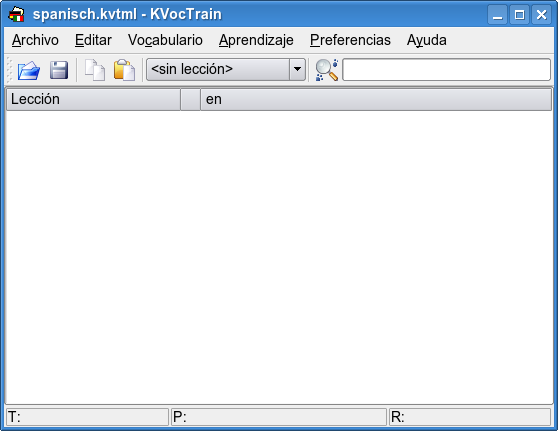 spanisch.kvtml - KVocTrain
Archivo Editar Vocabulario Aprendizaje Preferencias Ayuda
<sin lección>
Lección en
T: P: R: